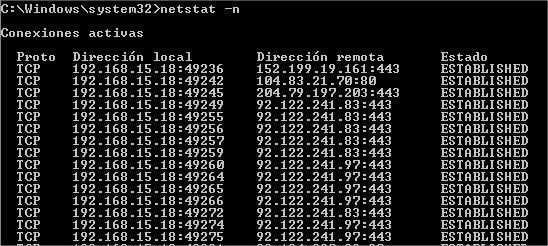 C:\Windows\system32>netstat -n
Conexiones activas
Proto Dirección local Dirección remota Estado
TCP 192.168.15.18:49236 152.199.19.161:443 ESTABLISHED
TCP 192.168.15.18:49242 104.83.21.70:80 ESTABLISHED
TCP 192.168.15.18:49245 204.79.197.203:443 ESTABLISHED
TCP 192.168.15.18:49249 92.122.241.83:443 ESTABLISHED
TCP 192.168.15.18:49255 92.122.241.83:443 ESTABLISHED
TCP 192.168.15.18:49256 92.122.241.83:443 ESTABLISHED
TCP 192.168.15.18:49257 92.122.241.83:443 ESTABLISHED
TCP 192.168.15.18:49259 92.122.241.83:443 ESTABLISHED
TCP 192.168.15.18:49260 92.122.241.97:443 ESTABLISHED
TCP 192.168.15.18:49264 92.122.241.97:443 ESTABLISHED
TCP 192.168.15.18:49265 92.122.241.97:443 ESTABLISHED
TCP 192.168.15.18:49266 92.122.241.97:443 ESTABLISHED
TCP 192.168.15.18:49272 92.122.241.83:443 ESTABLISHED
TCP 192.168.15.18:49274 92.122.241.97:443 ESTABLISHED
TCP 192.168.15.18:49275 92.122.241.97:443 ESTABLISHED